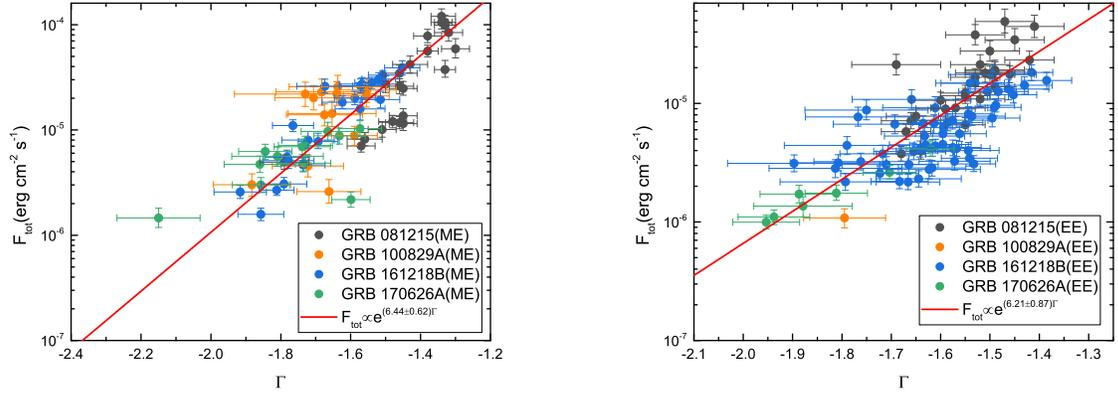 10⁻⁴
10⁻⁵
10⁻⁶
10⁻⁷
F_tot(erg cm⁻² s⁻¹)
GRB 081215(ME)
GRB 100829A(ME)
GRB 161218B(ME)
GRB 170626A(ME)
F_tot∝e^(6.44±0.62)Γ
-2.4 -2.2 -2.0 -1.8 -1.6 -1.4 -1.2
Γ
10⁻⁵
10⁻⁶
10⁻⁷
F_tot(erg cm⁻² s⁻¹)
GRB 081215(EE)
GRB 100829A(EE)
GRB 161218B(EE)
GRB 170626A(EE)
F_tot∝e^(6.21±0.87)Γ
-2.1 -2.0 -1.9 -1.8 -1.7 -1.6 -1.5 -1.4 -1.3
Γ